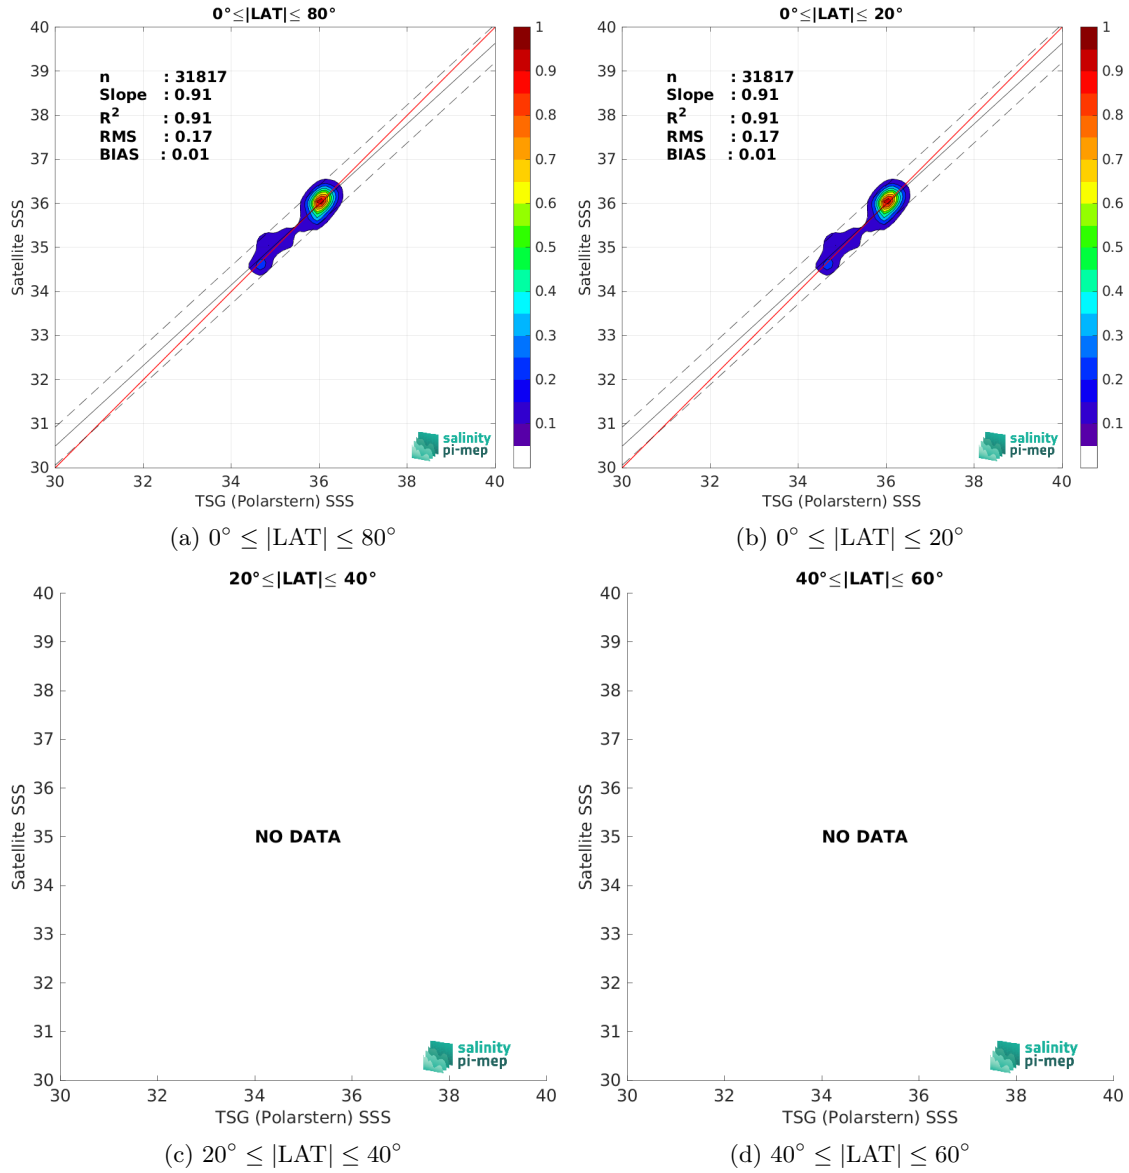 0°≤|LAT|≤ 80°
40
39
38
37
36
35
34
33
32
31
30
Satellite SSS
n : 31817
Slope : 0.91
R² : 0.91
RMS : 0.17
BIAS : 0.01
salinity
pi-mep
30 32 34 36 38 40
TSG (Polarstern) SSS
1
0.9
0.8
0.7
0.6
0.5
0.4
0.3
0.2
0.1
(a) 0° ≤ |LAT| ≤ 80°
0°≤|LAT|≤ 20°
40
39
38
37
36
35
34
33
32
31
30
Satellite SSS
n : 31817
Slope : 0.91
R² : 0.91
RMS : 0.17
BIAS : 0.01
salinity
pi-mep
30 32 34 36 38 40
TSG (Polarstern) SSS
1
0.9
0.8
0.7
0.6
0.5
0.4
0.3
0.2
0.1
(b) 0° ≤ |LAT| ≤ 20°
20°≤|LAT|≤ 40°
40
39
38
37
36
35
34
33
32
31
30
Satellite SSS
NO DATA
salinity
pi-mep
30 32 34 36 38 40
TSG (Polarstern) SSS
(c) 20° ≤ |LAT| ≤ 40°
40°≤|LAT|≤ 60°
40
39
38
37
36
35
34
33
32
31
30
Satellite SSS
NO DATA
salinity
pi-mep
30 32 34 36 38 40
TSG (Polarstern) SSS
(d) 40° ≤ |LAT| ≤ 60°